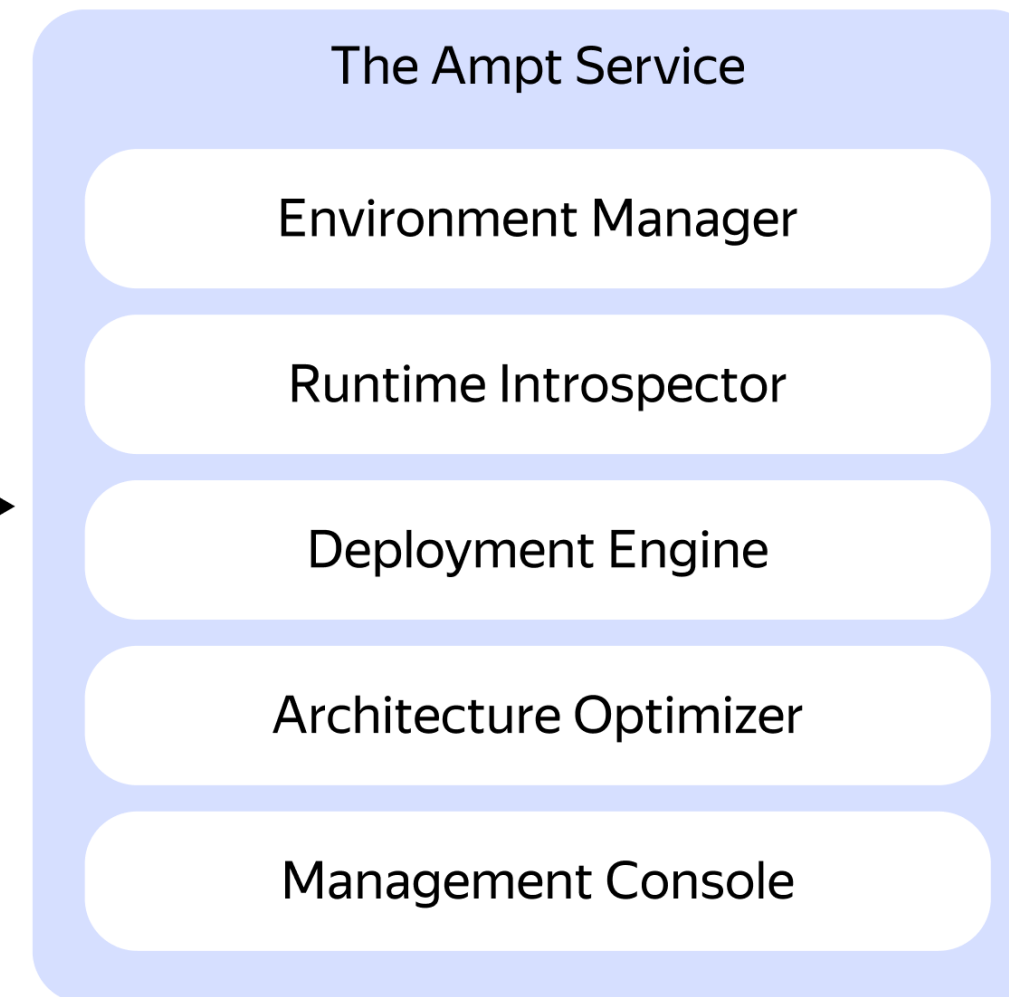 The Ampt Service
Environment Manager
Runtime Introspector
Deployment Engine
Architecture Optimizer
Management Console